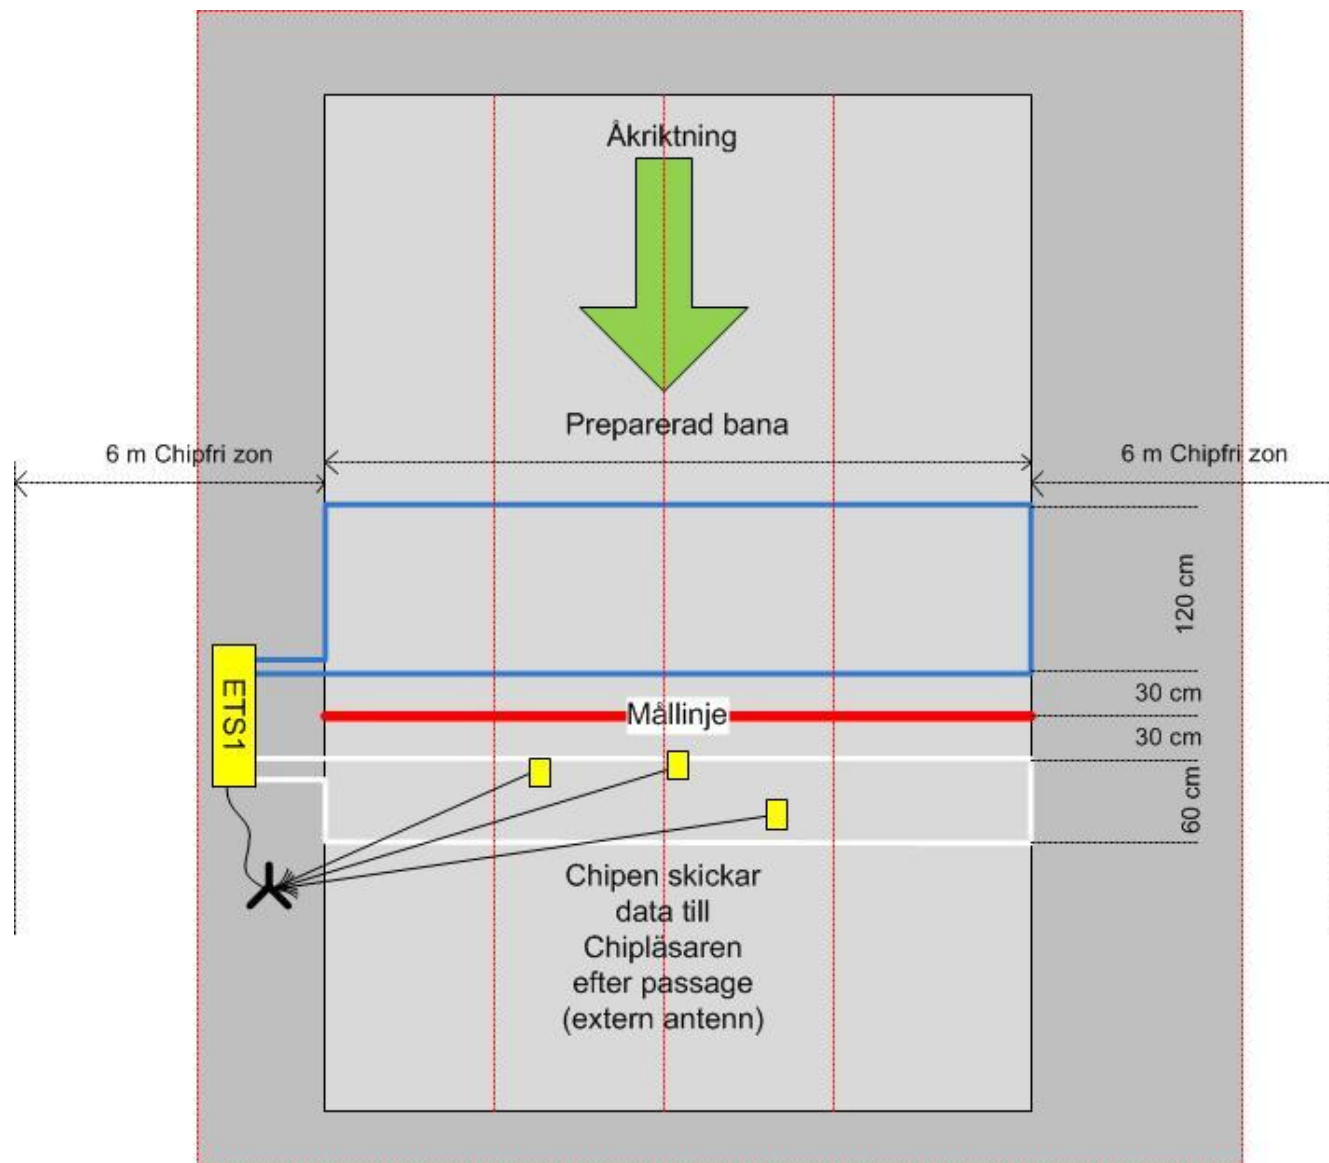 Åkriktning
Preparerad bana
6 m Chipfri zon
6 m Chipfri zon
120 cm
ETS1
30 cm
Mållinje
30 cm
60 cm
Chipen skickar
data till
Chipläsaren
efter passage
(extern antenn)